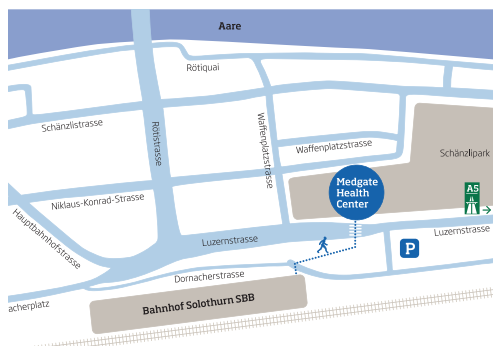 Aare
Rötiquai
Schänzlistrasse
Rötistrasse
Waffenplatzstrasse
Waffenplatzstrasse
Schänzlipark
Medgate
Health
Center
A5
Niklaus-Konrad-Strasse
Hauptbahnhofstrasse
Luzernstrasse
Luzernstrasse
P
Dornacherstrasse
acherplatz
Bahnhof Solothurn SBB